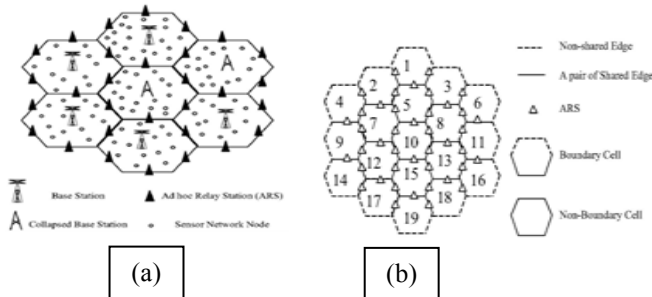 Base Station
Ad hoc Relay Station (ARS)
Collapsed Base Station
Sensor Network Node
(a)
1
2
3
4
5
6
7
8
9
10
11
12
13
14
15
16
17
18
19
Non-shared Edge
A pair of Shared Edge
ARS
Boundary Cell
Non-Boundary Cell
(b)